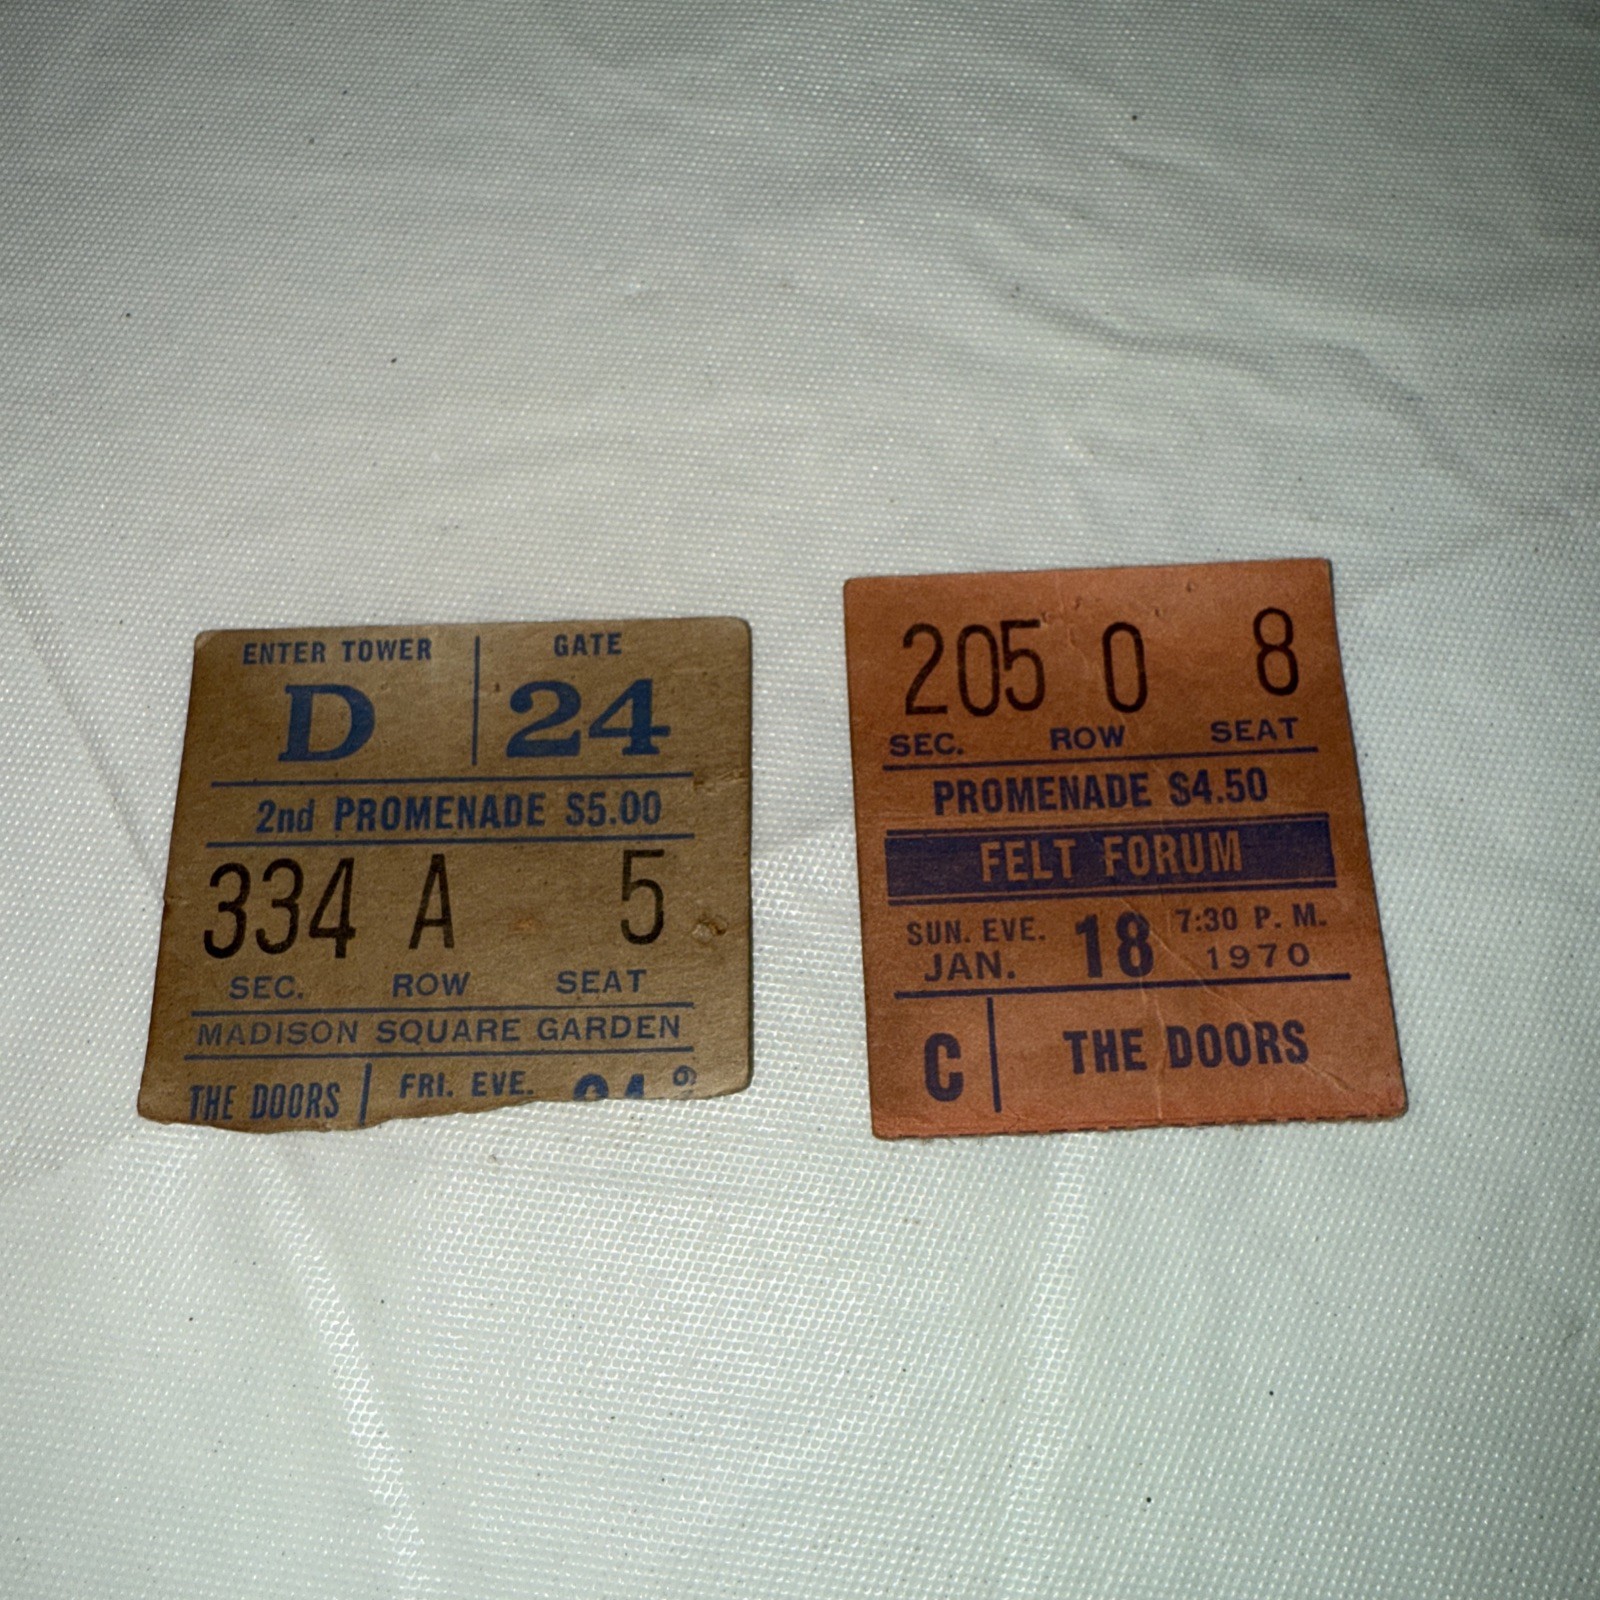 ENTER TOWER GATE
D 24
2nd PROMENADE $5.00
334 A 5
SEC. ROW SEAT
MADISON SQUARE GARDEN
THE DOORS FRI. EVE.
205 0 8
SEC. ROW SEAT
PROMENADE $4.50
FELT FORUM
SUN. EVE. 18 7:30 P. M.
JAN. 1970
C THE DOORS